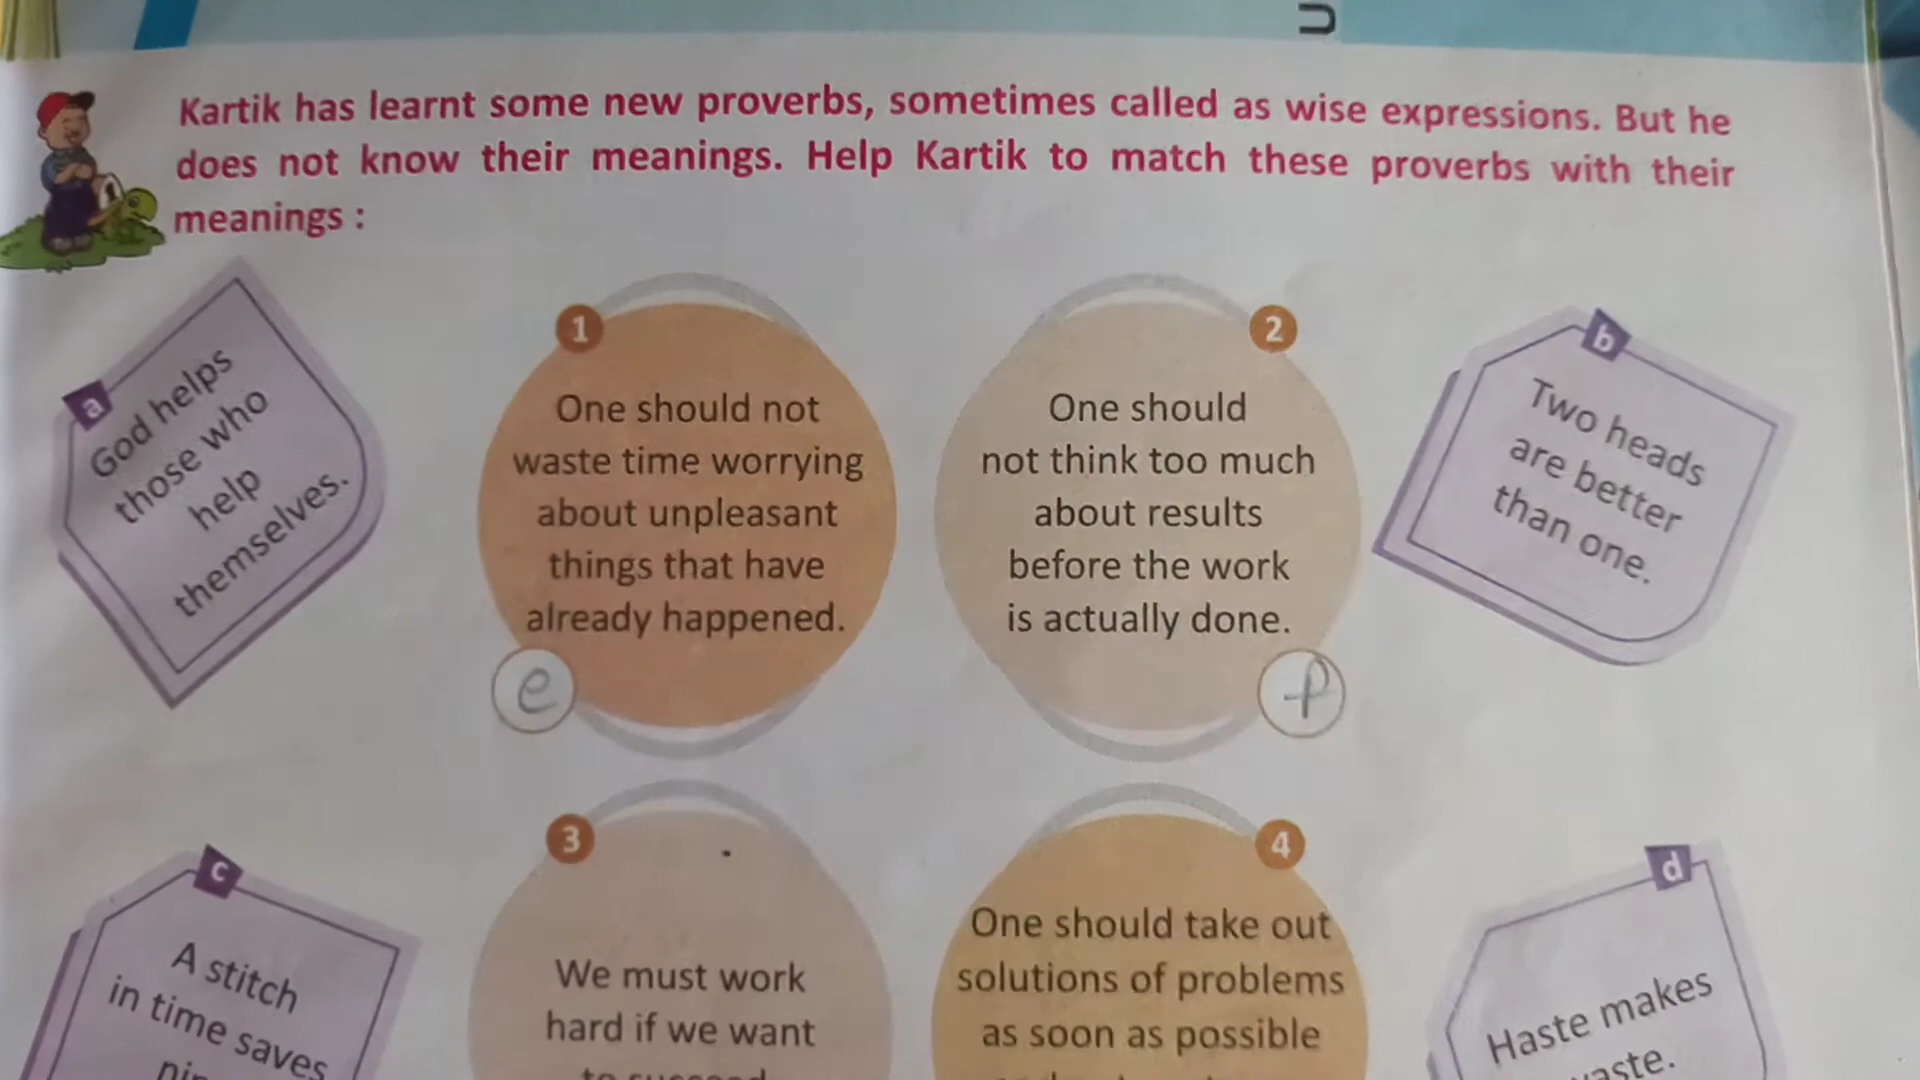 Kartik has learnt some new proverbs, sometimes called as wise expressions. But he
does not know their meanings. Help Kartik to match these proverbs with their
meanings :
a
God helps
those who
help
themselves.
1
One should not
waste time worrying
about unpleasant
things that have
already happened.
e
2
One should
not think too much
about results
before the work
is actually done.
f
b
Two heads
are better
than one.
c
A stitch
in time saves
3
We must work
hard if we want
to succeed
4
One should take out
solutions of problems
as soon as possible
d
Haste makes